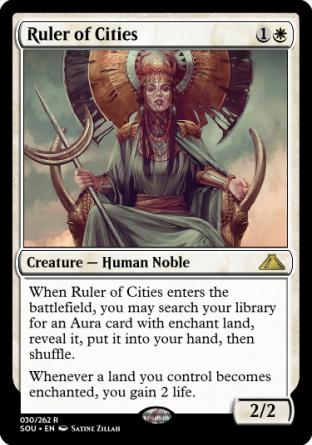 Ruler of Cities
1
Creature — Human Noble
When Ruler of Cities enters the
battlefield, you may search your library
for an Aura card with enchant land,
reveal it, put it into your hand, then
shuffle.
Whenever a land you control becomes
enchanted, you gain 2 life.
2/2
030/262 R
SOU • EN Satine Zillah